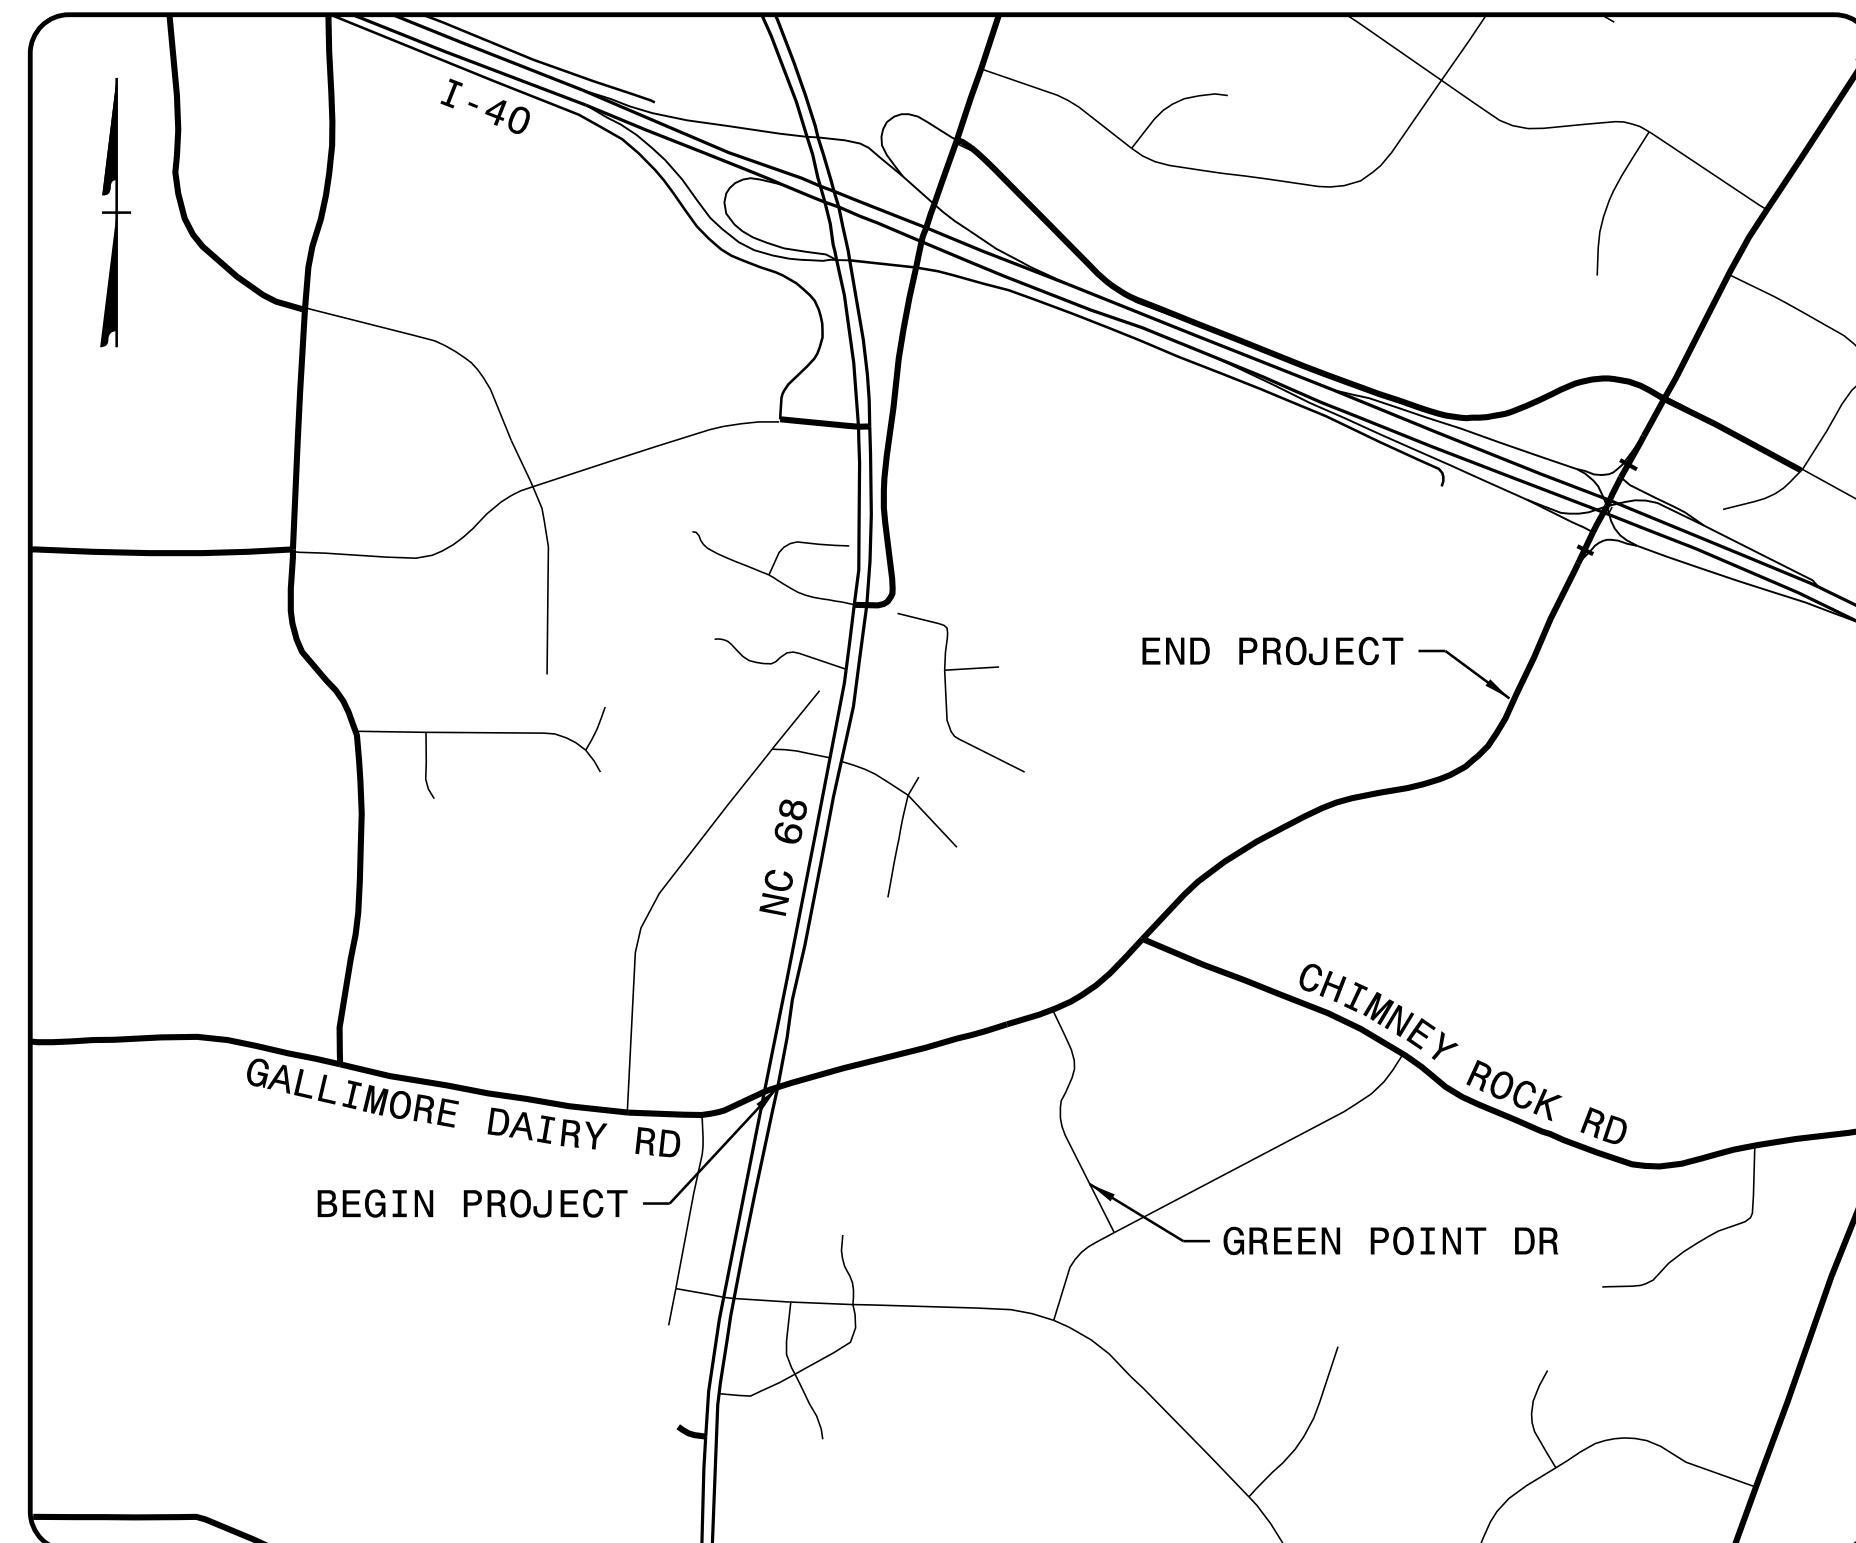 I-40
END PROJECT
NC 68
CHIMNEY ROCK RD
GALLIMORE DAIRY RD
BEGIN PROJECT
GREEN POINT DR